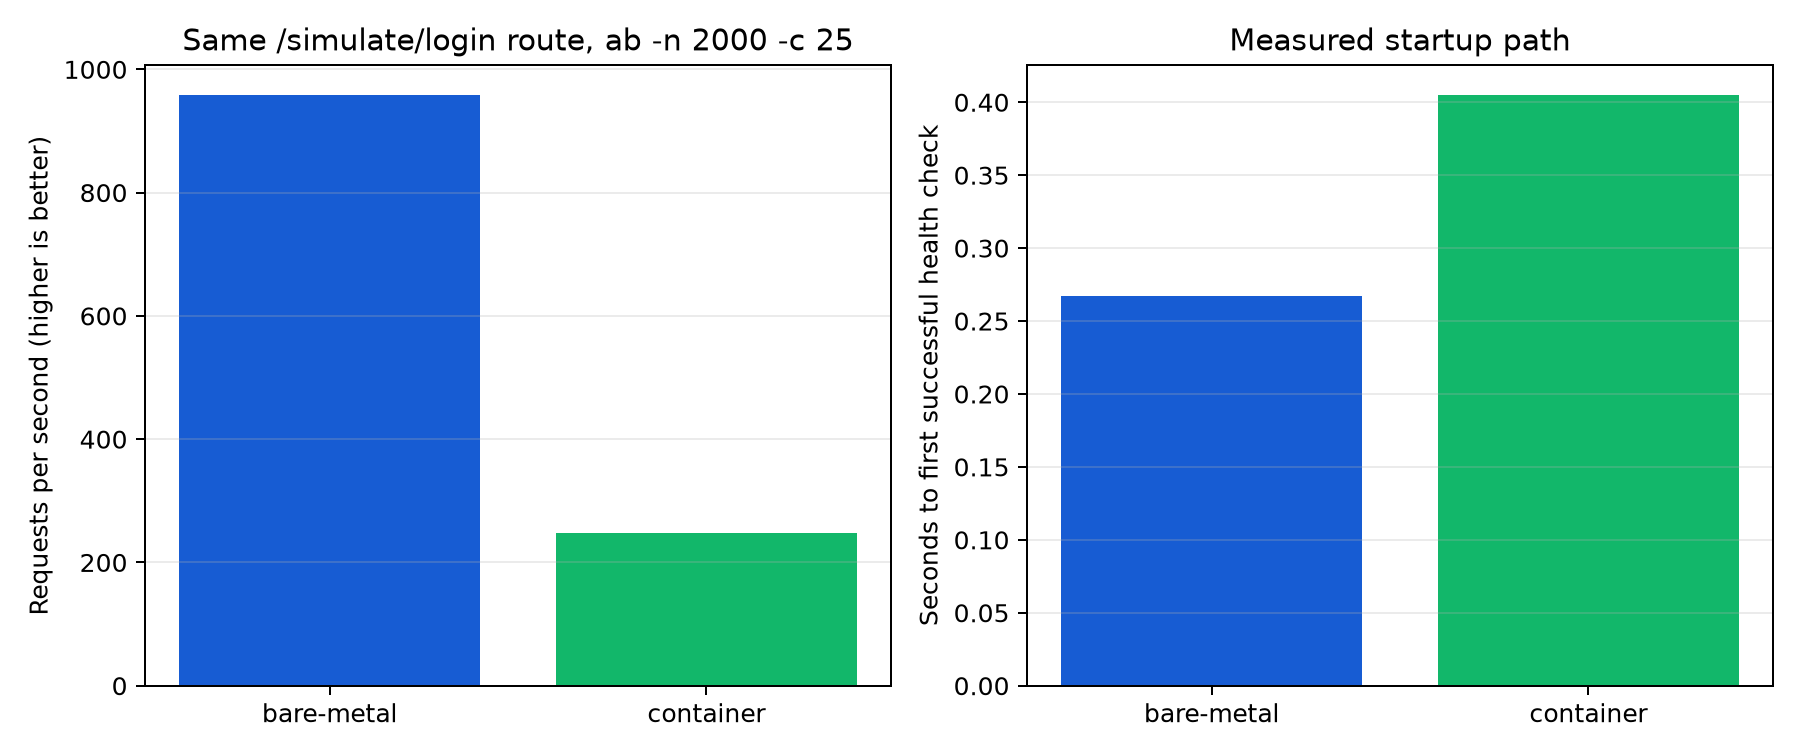 Same /simulate/login route, ab -n 2000 -c 25
Requests per second (higher is better)
1000
800
600
400
200
0
bare-metal
container
Measured startup path
Seconds to first successful health check
0.40
0.35
0.30
0.25
0.20
0.15
0.10
0.05
0.00
bare-metal
container